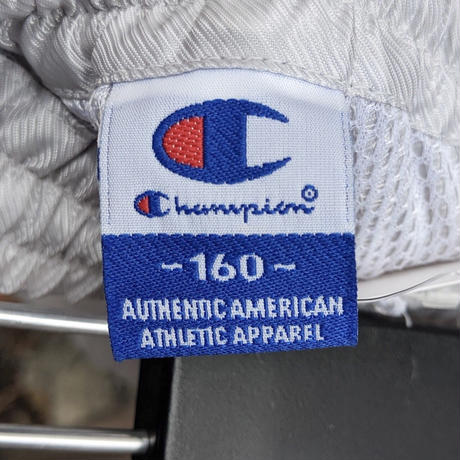 Champion®
~160~
AUTHENTIC AMERICAN
ATHLETIC APPAREL